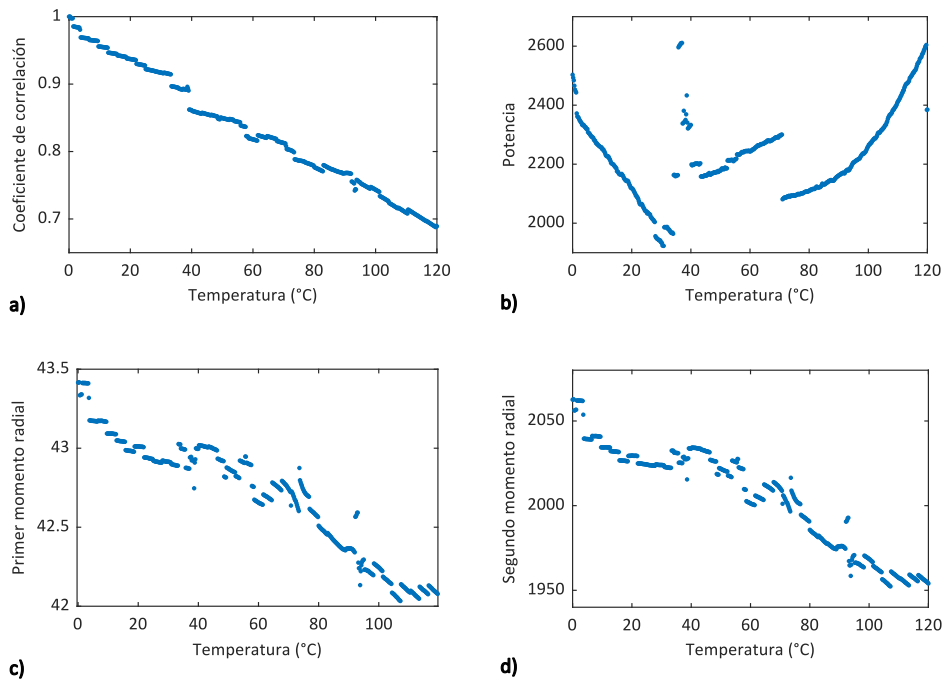 1
0.9
0.8
0.7
Coeficiente de correlación
0 20 40 60 80 100 120
Temperatura (°C)
a)
2600
2400
2200
2000
Potencia
0 20 40 60 80 100 120
Temperatura (°C)
b)
43.5
43
42.5
42
Primer momento radial
0 20 40 60 80 100
Temperatura (°C)
c)
2050
2000
1950
Segundo momento radial
0 20 40 60 80 100 120
Temperatura (°C)
d)